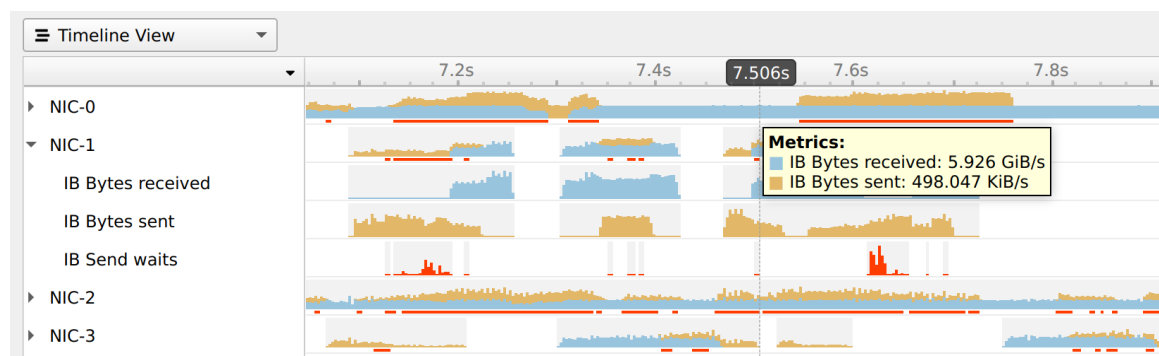 Timeline View
7.2s 7.4s 7.506s 7.6s 7.8s
NIC-0
NIC-1
Metrics:
IB Bytes received: 5.926 GiB/s
IB Bytes sent: 498.047 KiB/s
IB Bytes received
IB Bytes sent
IB Send waits
NIC-2
NIC-3